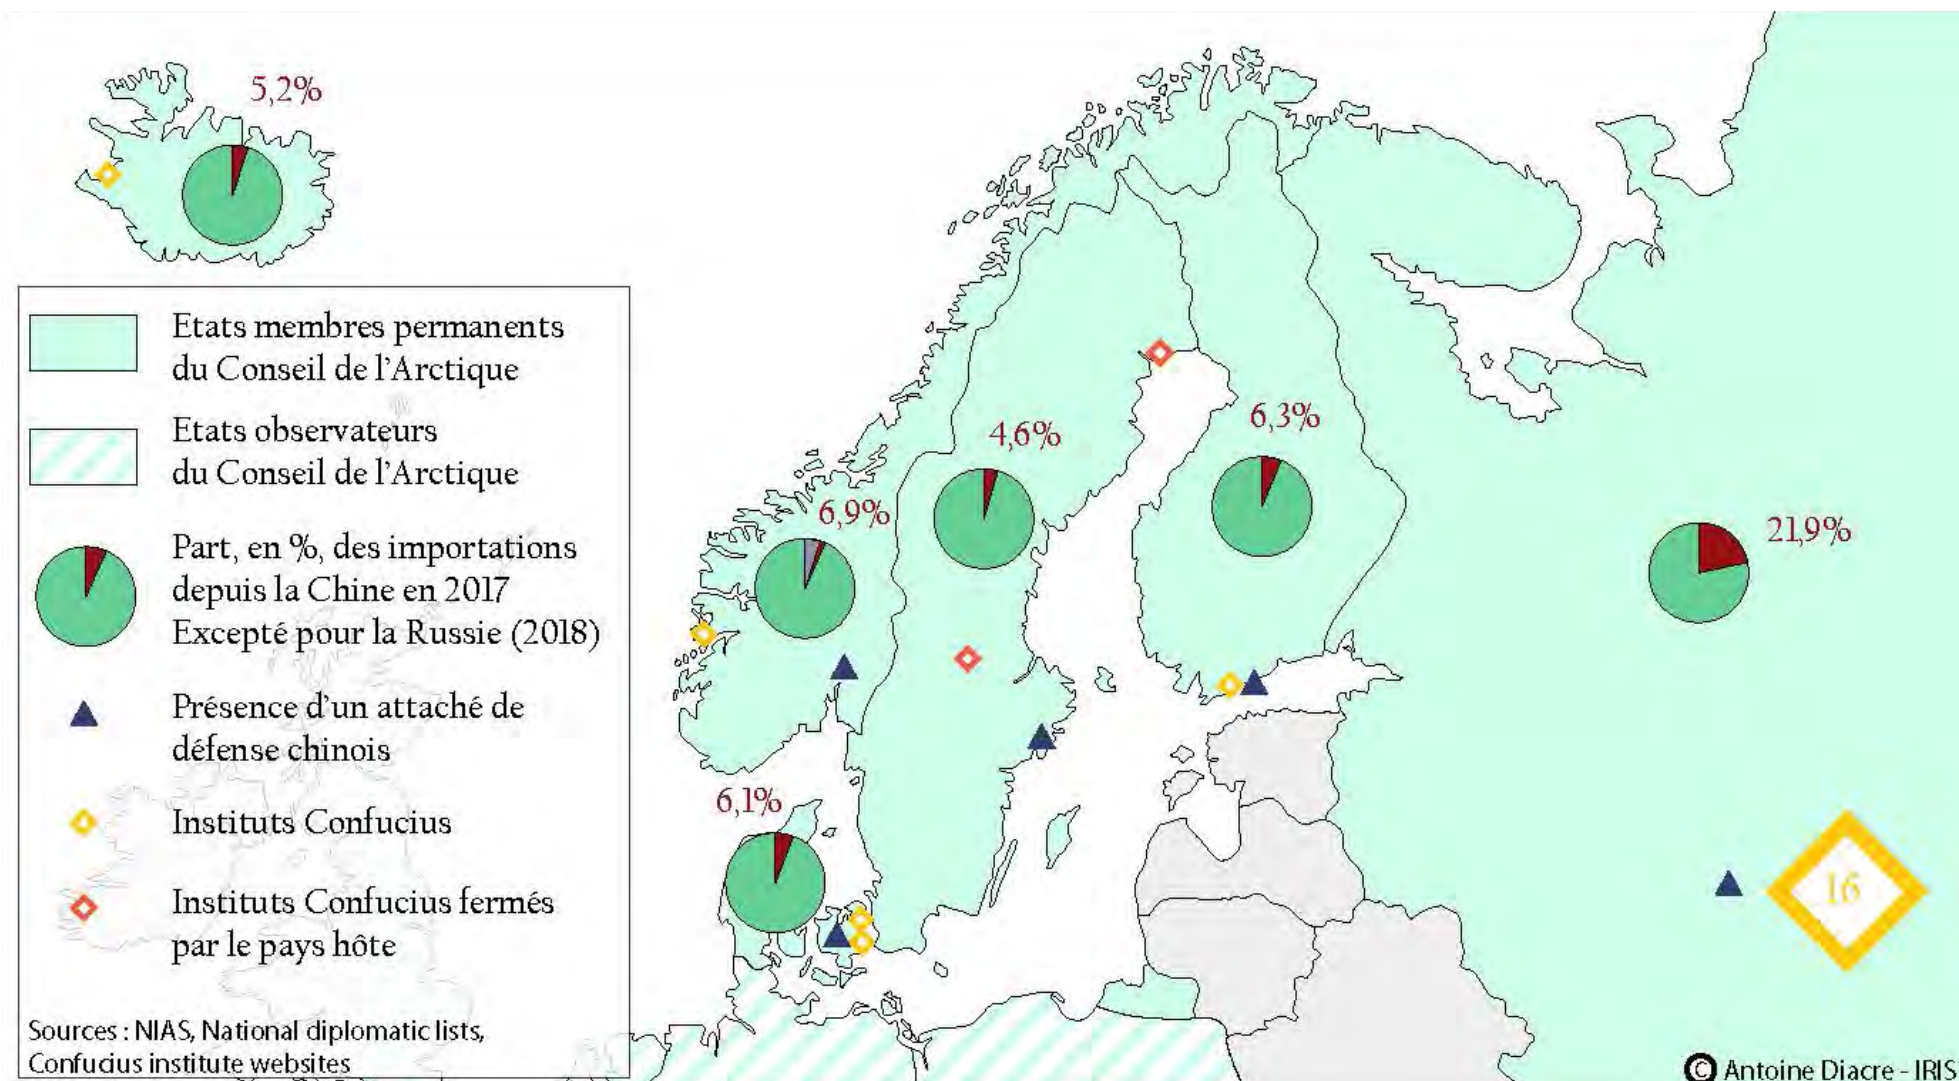 5,2%
Etats membres permanents
du Conseil de l'Arctique
Etats observateurs
du Conseil de l'Arctique
Part, en %, des importations
depuis la Chine en 2017
Excepté pour la Russie (2018)
Présence d'un attaché de
défense chinois
Instituts Confucius
Instituts Confucius fermés
par le pays hôte
Sources : NIAS, National diplomatic lists,
Confucius institute websites
6,9%
4,6%
6,3%
21,9%
6,1%
16
© Antoine Diacre - IRIS